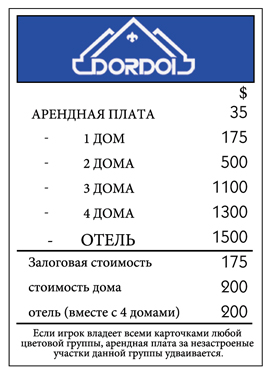 DORDOI
$
АРЕНДНАЯ ПЛАТА 35
- 1 ДОМ 175
- 2 ДОМА 500
- 3 ДОМА 1100
- 4 ДОМА 1300
- ОТЕЛЬ 1500
Залоговая стоимость 175
стоимость дома 200
отель (вместе с 4 домами) 200
Если игрок владеет всеми карточками любой
цветовой группы, арендная плата за незастроеные
участки данной группы удваивается.